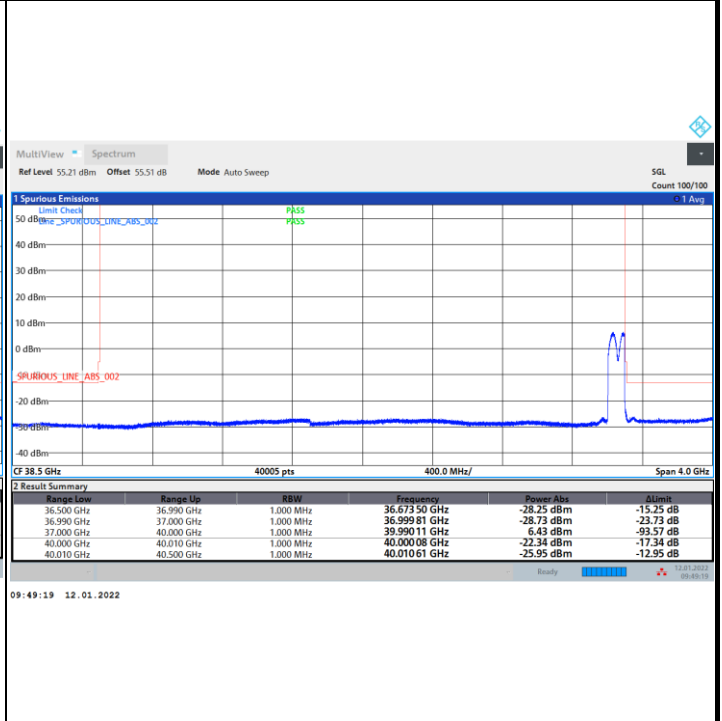 MultiView Spectrum
Ref Level 55.21 dBm Offset 55.51 dB Mode Auto Sweep SGL
Count 100/100
1 Spurious Emissions 1 Avg
Limit Check PASS
50 dBm Line _SPURIOUS_LINE_ABS_002 PASS
40 dBm
30 dBm
20 dBm
10 dBm
0 dBm
_SPURIOUS_LINE_ABS_002
-20 dBm
-30 dBm
-40 dBm
CF 38.5 GHz 40005 pts 400.0 MHz/ Span 4.0 GHz
2 Result Summary
Range Low Range Up RBW Frequency Power Abs ΔLimit
36.500 GHz 36.990 GHz 1.000 MHz 36.673 50 GHz -28.25 dBm -15.25 dB
36.990 GHz 37.000 GHz 1.000 MHz 36.999 81 GHz -28.73 dBm -23.73 dB
37.000 GHz 40.000 GHz 1.000 MHz 39.990 11 GHz 6.43 dBm -93.57 dB
40.000 GHz 40.010 GHz 1.000 MHz 40.000 08 GHz -22.34 dBm -17.34 dB
40.010 GHz 40.500 GHz 1.000 MHz 40.010 61 GHz -25.95 dBm -12.95 dB
Ready 12.01.2022
09:49:19
09:49:19 12.01.2022